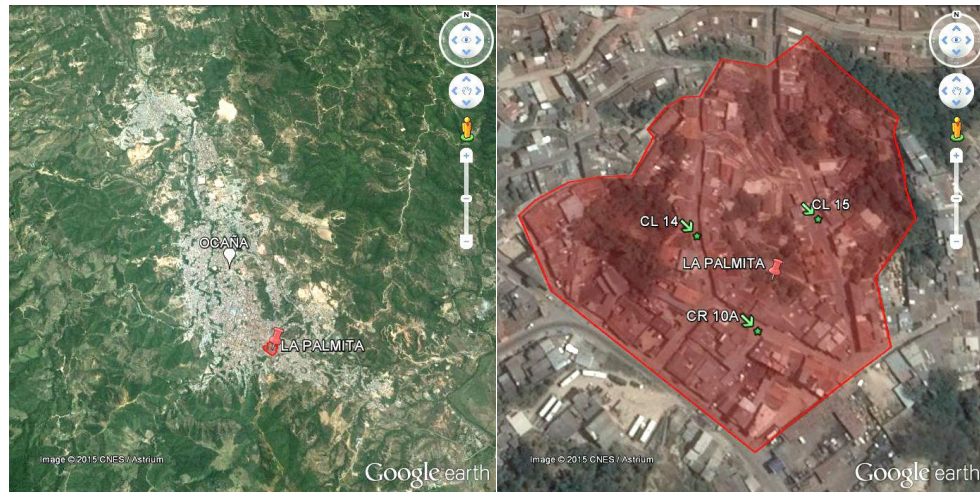 N
OCAÑA
LA PALMITA
Image © 2015 CNES / Astrium
Google earth
N
CL 15
CL 14
LA PALMITA
CR 10A
Image © 2015 CNES / Astrium
Google earth